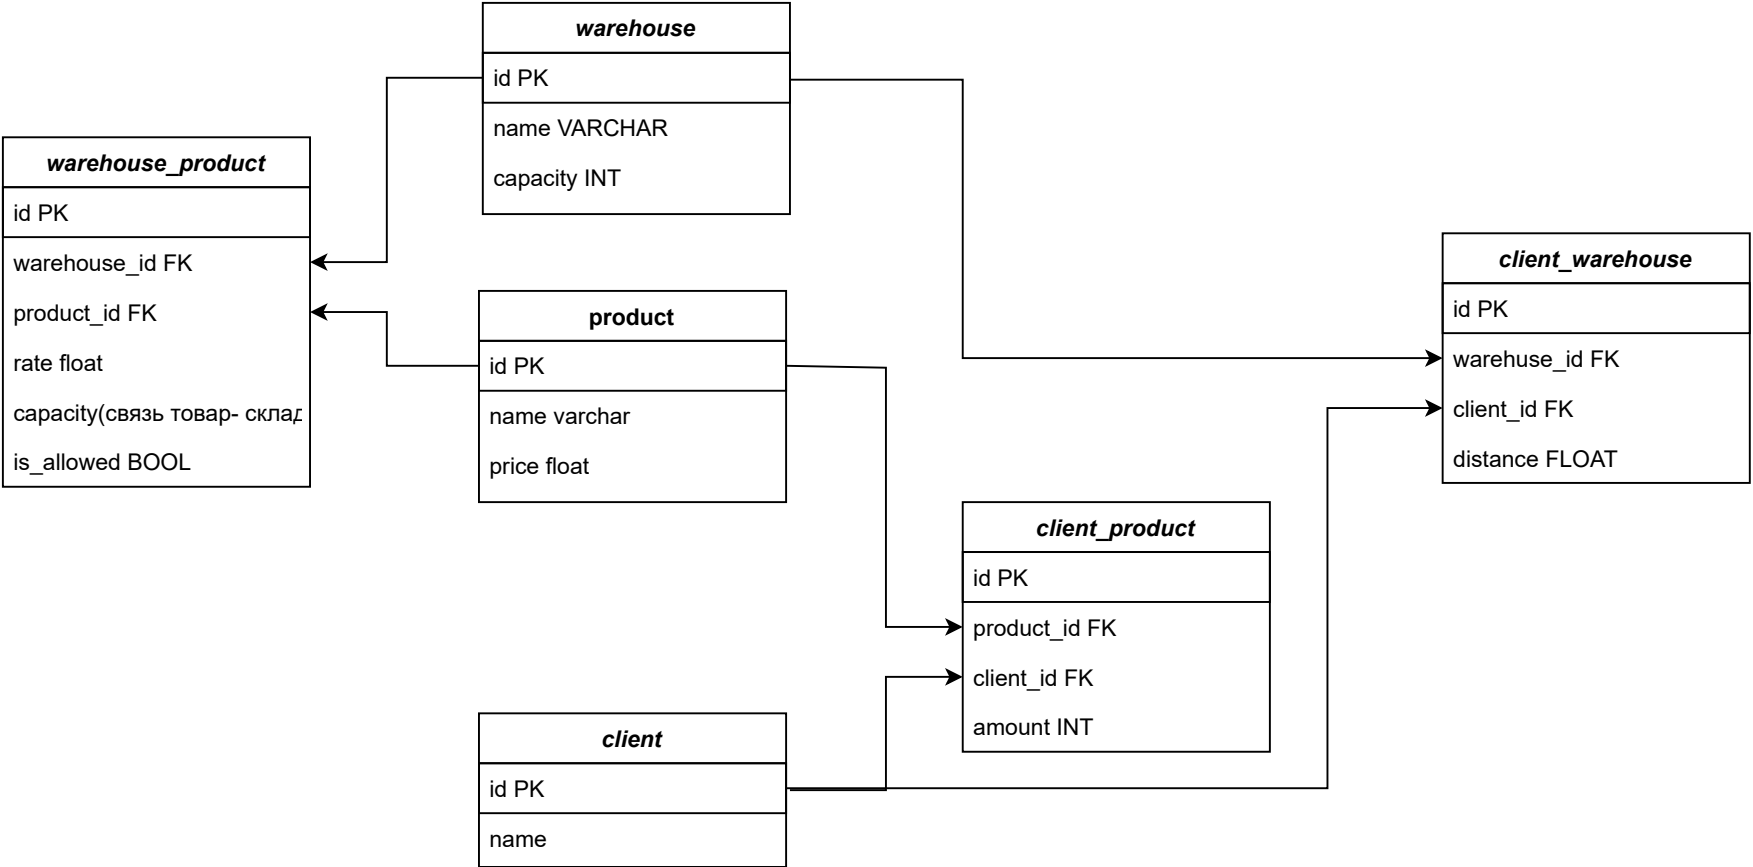 warehouse
id PK
name VARCHAR
capacity INT
warehouse_product
id PK
warehouse_id FK
product_id FK
rate float
capacity(связь товар- склад
is_allowed BOOL
product
id PK
name varchar
price float
client_warehouse
id PK
warehuse_id FK
client_id FK
distance FLOAT
client_product
id PK
product_id FK
client_id FK
amount INT
client
id PK
name